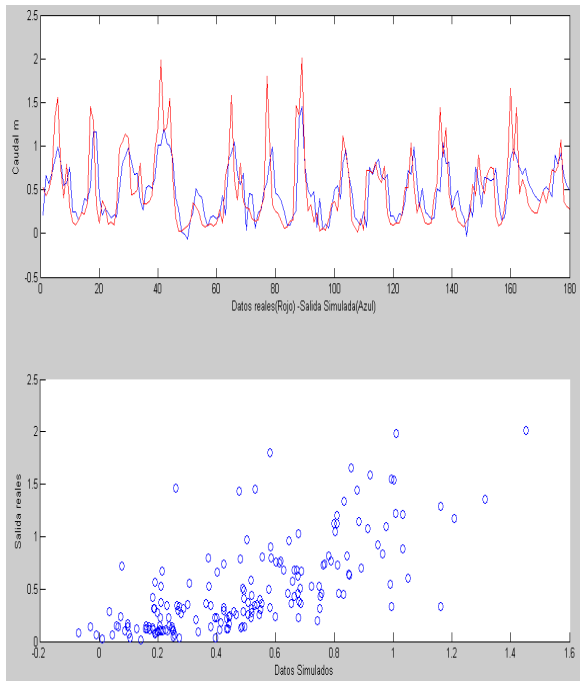 2.5
2
1.5
1
0.5
0
-0.5
Caudal m
0 20 40 60 80 100 120 140 160 180
Datos reales(Rojo) -Salida Simulada(Azul)
2.5
2
1.5
1
0.5
0
Salida reales
-0.2 0 0.2 0.4 0.6 0.8 1 1.2 1.4 1.6
Datos Simulados